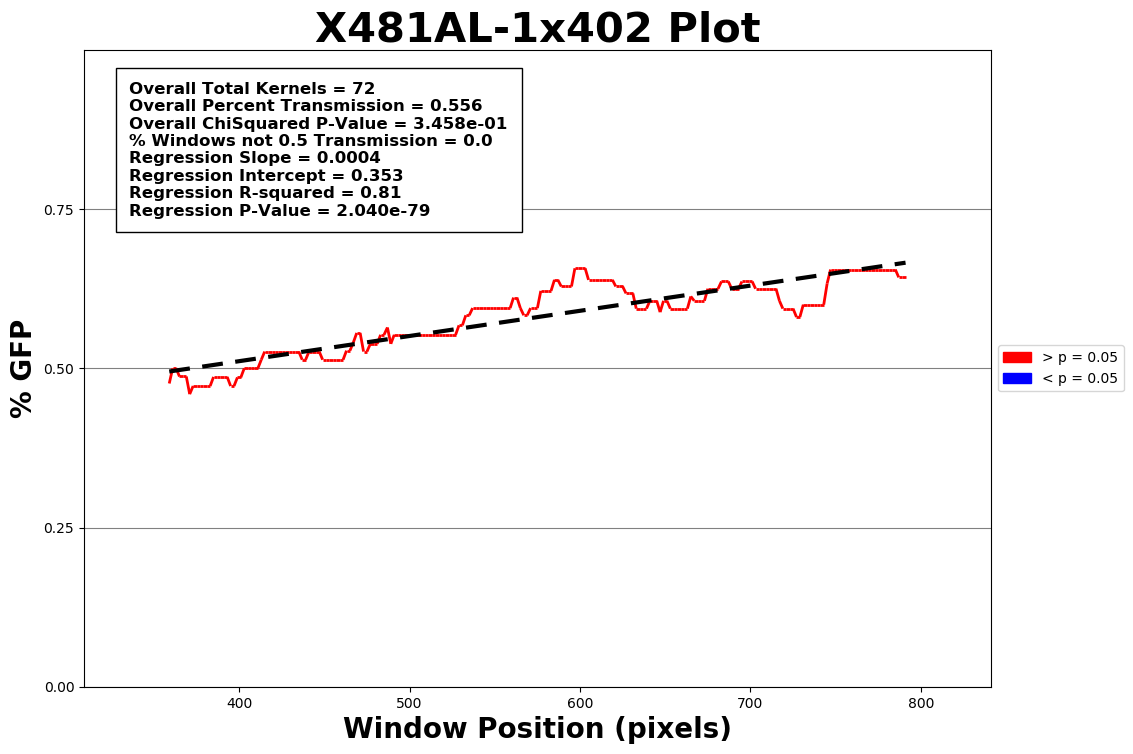 X481AL-1x402 Plot
Overall Total Kernels = 72
Overall Percent Transmission = 0.556
Overall ChiSquared P-Value = 3.458e-01
% Windows not 0.5 Transmission = 0.0
Regression Slope = 0.0004
Regression Intercept = 0.353
Regression R-squared = 0.81
Regression P-Value = 2.040e-79
% GFP
0.75
0.50
0.25
0.00
400 500 600 700 800
Window Position (pixels)
> p = 0.05
< p = 0.05